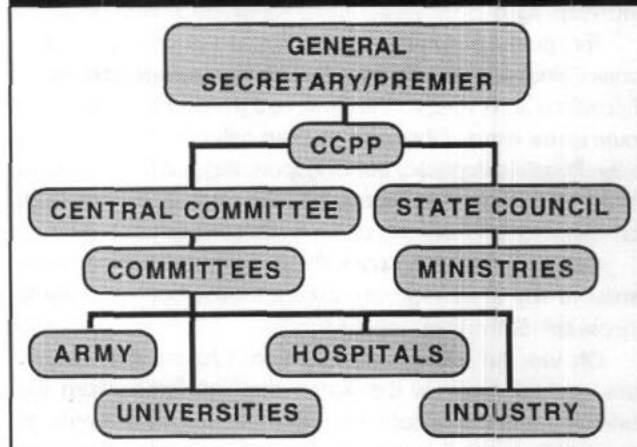 GENERAL
SECRETARY/PREMIER
CCPP
CENTRAL COMMITTEE
STATE COUNCIL
COMMITTEES
MINISTRIES
ARMY
HOSPITALS
UNIVERSITIES
INDUSTRY